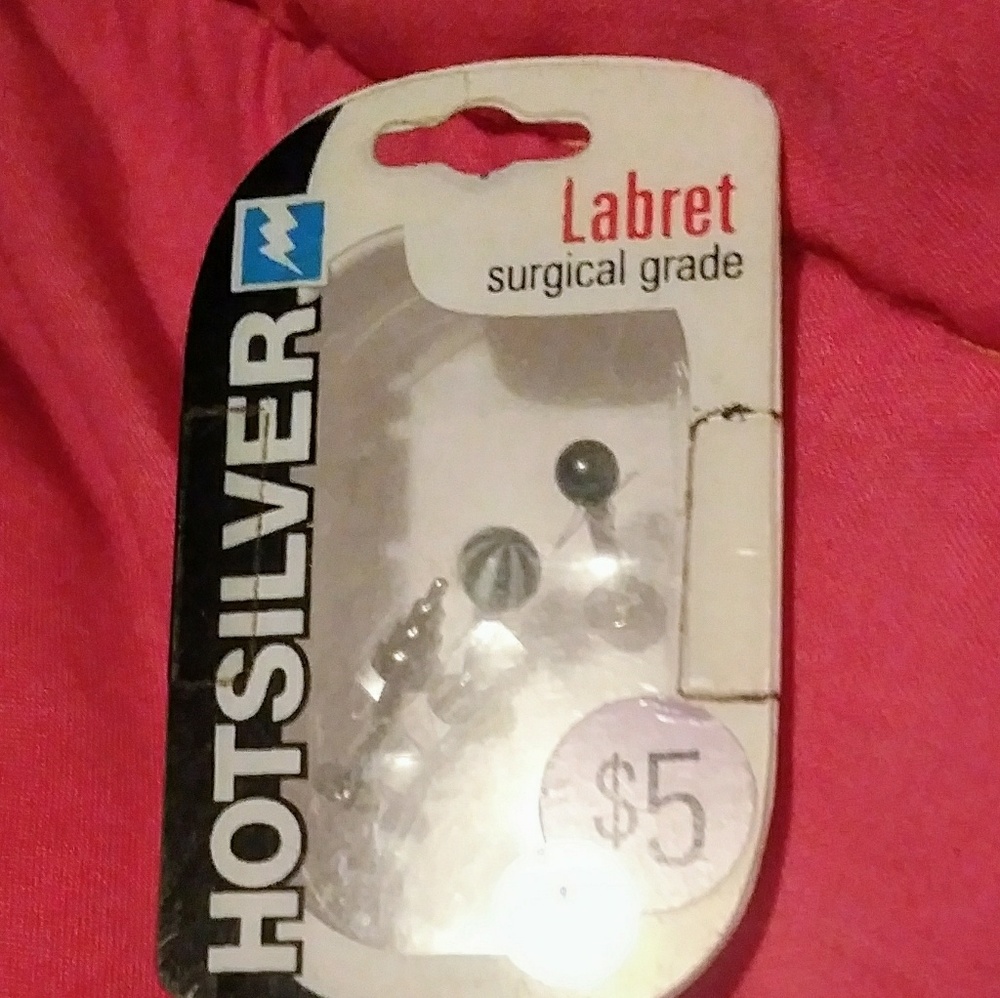 Labret
surgical grade
HOTSILVER
$5